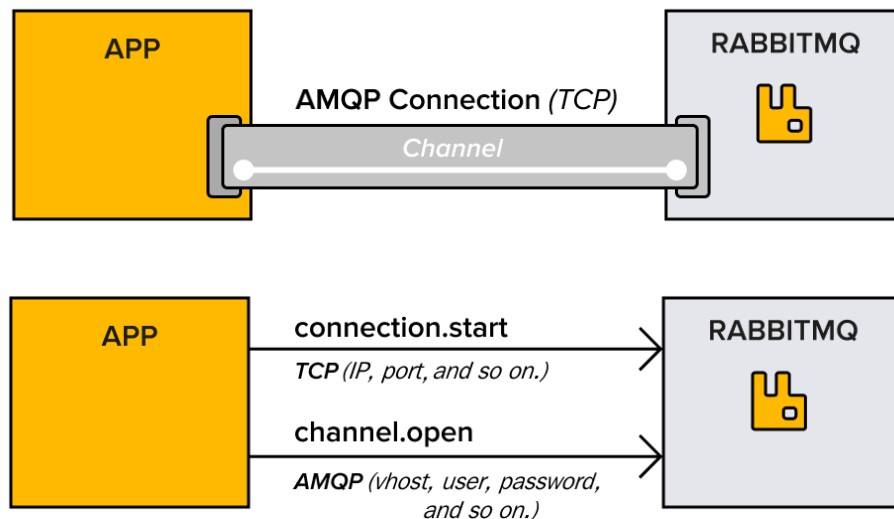 APP
RABBITMQ
AMQP Connection (TCP)
Channel
APP
RABBITMQ
connection.start
TCP (IP, port, and so on.)
channel.open
AMQP (vhost, user, password,
and so on.)